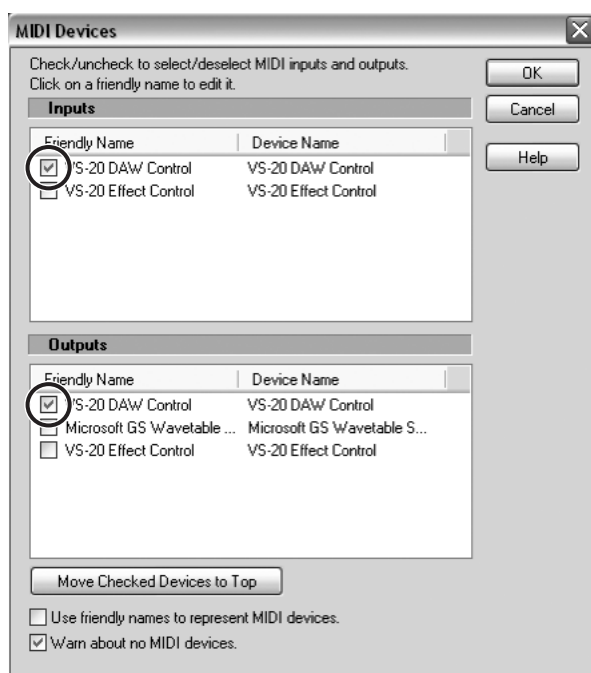 MIDI Devices
Check/uncheck to select/deselect MIDI inputs and outputs.
Click on a friendly name to edit it.
OK
Cancel
Help
Inputs
Friendly Name Device Name
VS-20 DAW Control VS-20 DAW Control
VS-20 Effect Control VS-20 Effect Control
Outputs
Friendly Name Device Name
VS-20 DAW Control VS-20 DAW Control
Microsoft GS Wavetable ... Microsoft GS Wavetable S...
VS-20 Effect Control VS-20 Effect Control
Move Checked Devices to Top
Use friendly names to represent MIDI devices.
Warn about no MIDI devices.